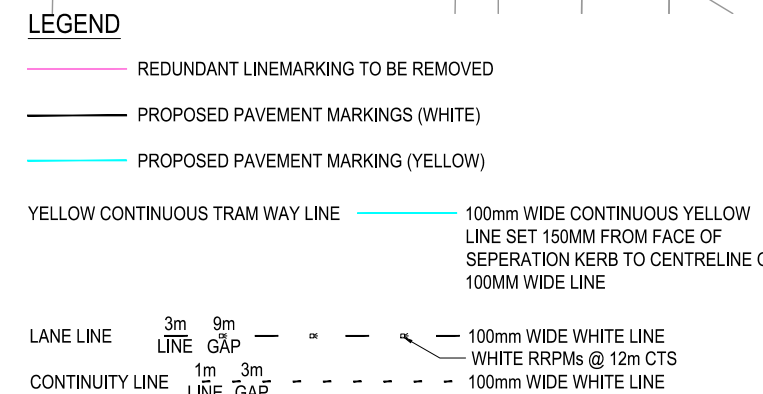 LEGEND
REDUNDANT LINEMARKING TO BE REMOVED
PROPOSED PAVEMENT MARKINGS (WHITE)
PROPOSED PAVEMENT MARKING (YELLOW)
YELLOW CONTINUOUS TRAM WAY LINE 100mm WIDE CONTINUOUS YELLOW
LINE SET 150MM FROM FACE OF
SEPERATION KERB TO CENTRELINE
100MM WIDE LINE
3m 9m
LANE LINE LINE GAP 100mm WIDE WHITE LINE
WHITE RRPMs @ 12m CTS
1m 3m
CONTINUITY LINE 100mm WIDE WHITE LINE
LINE GAP